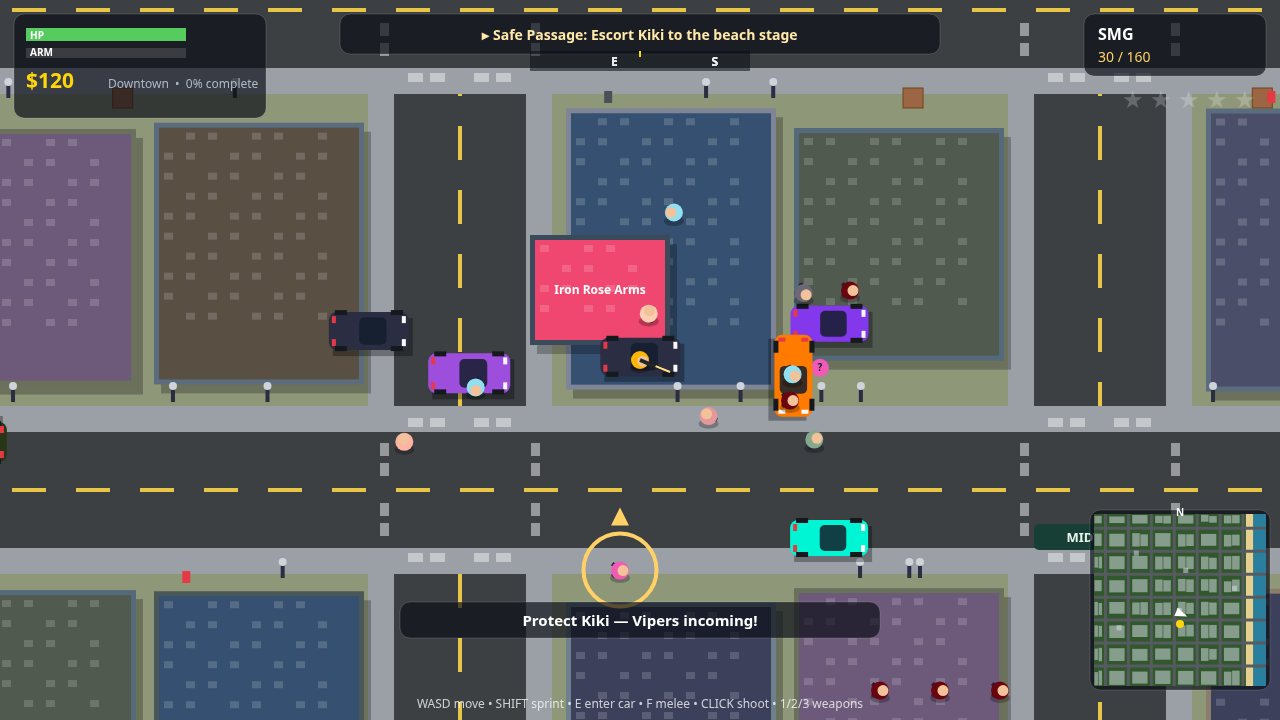 HP
ARM
$120 Downtown • 0% complete
▸ Safe Passage: Escort Kiki to the beach stage
E S
SMG
30 / 160
Iron Rose Arms
?
N
MID
Protect Kiki — Vipers incoming!
WASD move • SHIFT sprint • E enter car • F melee • CLICK shoot • 1/2/3 weapons